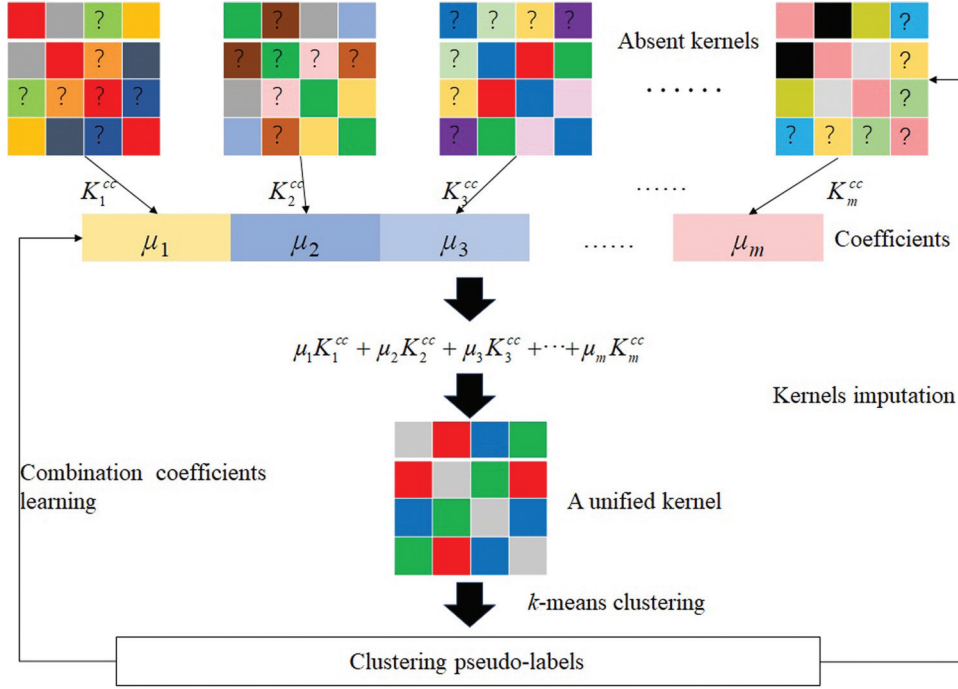 ? ? ? ?
? ? ? Absent kernels
? ? ? ? ? ? ?
? ? ? ? ? ? ......  ?
? ? ? ? ? ? ?
K_1^{cc} K_2^{cc} K_3^{cc} ...... K_m^{cc}
μ_1 μ_2 μ_3 ...... μ_m Coefficients
μ_1K_1^{cc} + μ_2K_2^{cc} + μ_3K_3^{cc} +···+ μ_mK_m^{cc}
Kernels imputation
Combination coefficients
learning
A unified kernel
k-means clustering
Clustering pseudo-labels